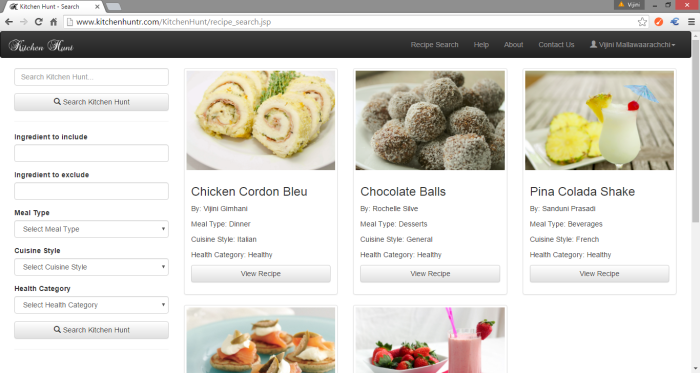 Kitchen Hunt - Search
Vijini
www.kitchenhuntr.com/KitchenHunt/recipe_search.jsp
Kitchen Hunt
Recipe Search
Help
About
Contact Us
Vijini Mallawaarachchi
Search Kitchen Hunt...
Search Kitchen Hunt
Ingredient to include
Ingredient to exclude
Meal Type
Select Meal Type
Cuisine Style
Select Cuisine Style
Health Category
Select Health Category
Search Kitchen Hunt
Chicken Cordon Bleu
By: Vijini Gimhani
Meal Type: Dinner
Cuisine Style: Italian
Health Category: Healthy
View Recipe
Chocolate Balls
By: Rochelle Silve
Meal Type: Desserts
Cuisine Style: General
Health Category: Healthy
View Recipe
Pina Colada Shake
By: Sanduni Prasadi
Meal Type: Beverages
Cuisine Style: French
Health Category: Healthy
View Recipe